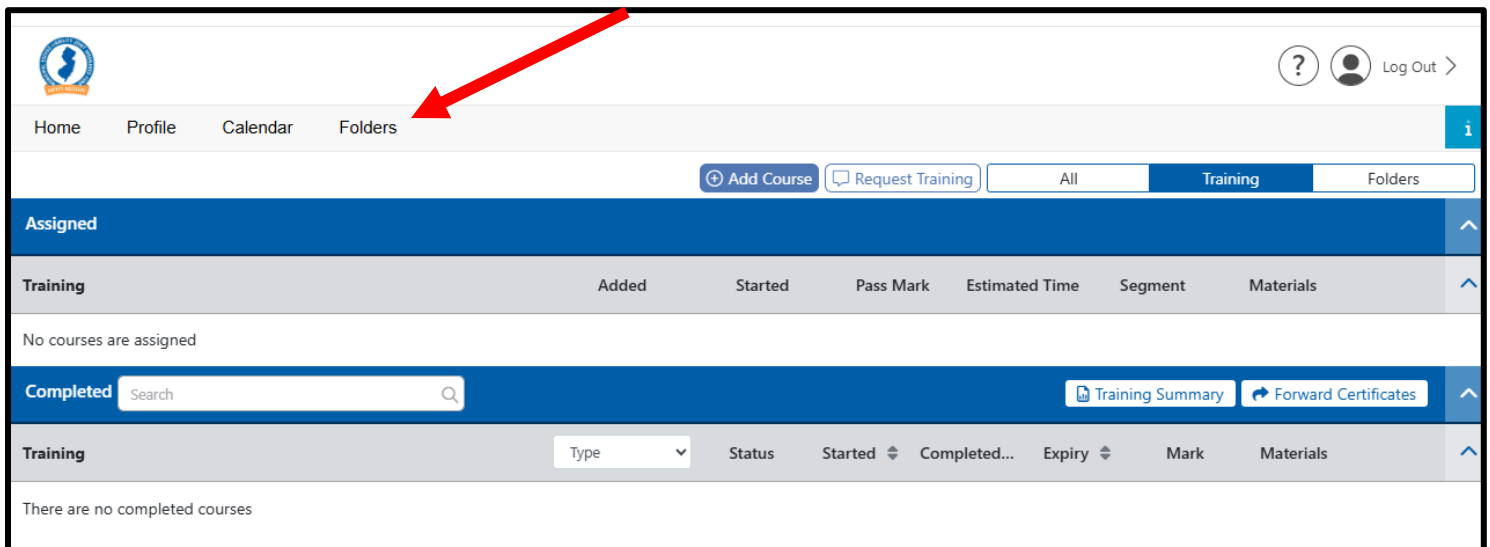 ? Log Out >
Home Profile Calendar Folders i
Add Course Request Training All Training Folders
Assigned
Training Added Started Pass Mark Estimated Time Segment Materials
No courses are assigned
Completed Search Training Summary Forward Certificates
Training Type Status Started Completed... Expiry Mark Materials
There are no completed courses